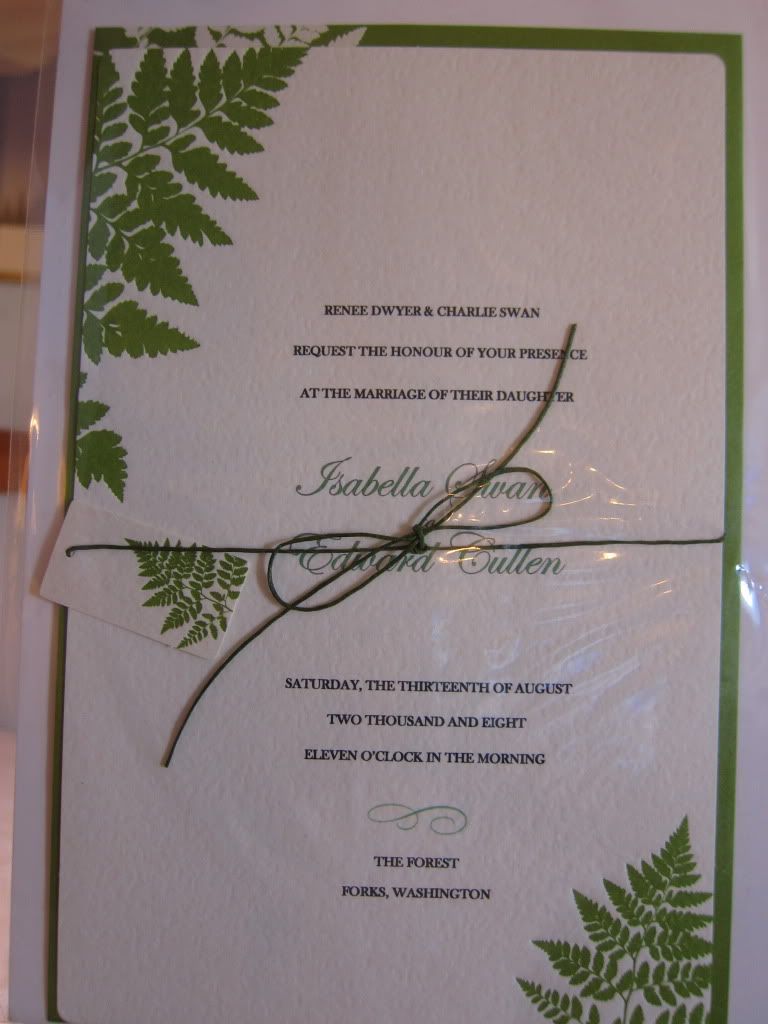 RENEE DWYER & CHARLIE SWAN
REQUEST THE HONOUR OF YOUR PRESENCE
AT THE MARRIAGE OF THEIR DAUGHTER
Isabella Swan
Edward Cullen
SATURDAY, THE THIRTEENTH OF AUGUST
TWO THOUSAND AND EIGHT
ELEVEN O'CLOCK IN THE MORNING
THE FOREST
FORKS, WASHINGTON